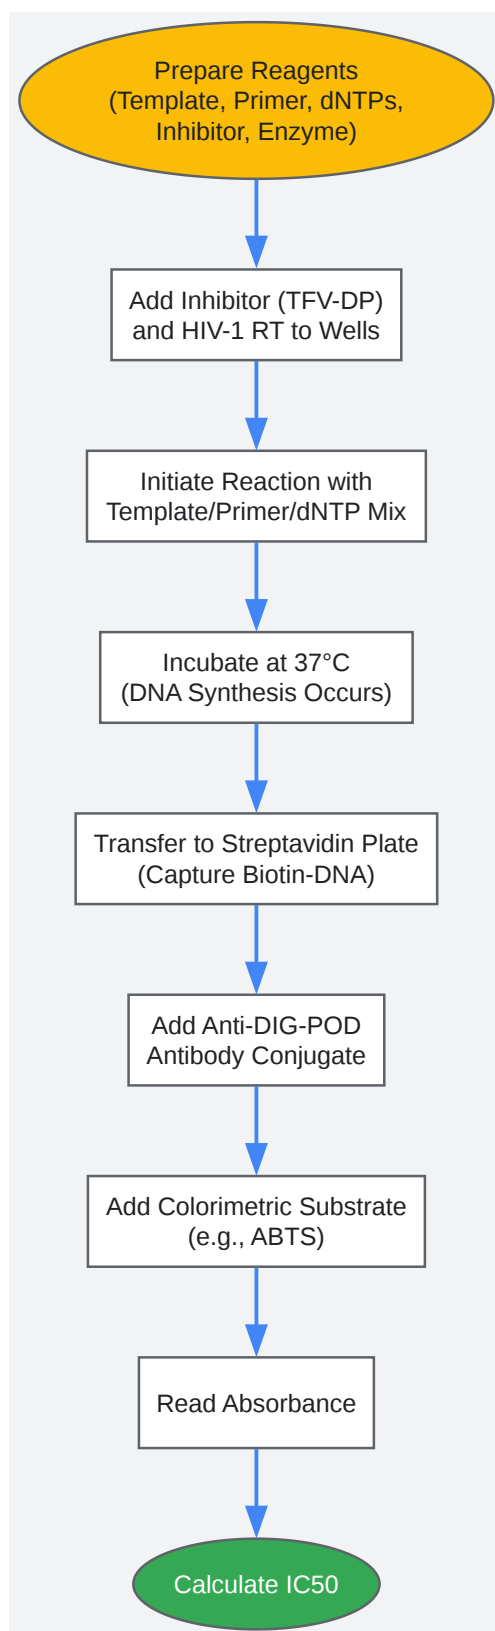 Prepare Reagents
(Template, Primer, dNTPs,
Inhibitor, Enzyme)
Add Inhibitor (TFV-DP)
and HIV-1 RT to Wells
Initiate Reaction with
Template/Primer/dNTP Mix
Incubate at 37°C
(DNA Synthesis Occurs)
Transfer to Streptavidin Plate
(Capture Biotin-DNA)
Add Anti-DIG-POD
Antibody Conjugate
Add Colorimetric Substrate
(e.g., ABTS)
Read Absorbance
Calculate IC50